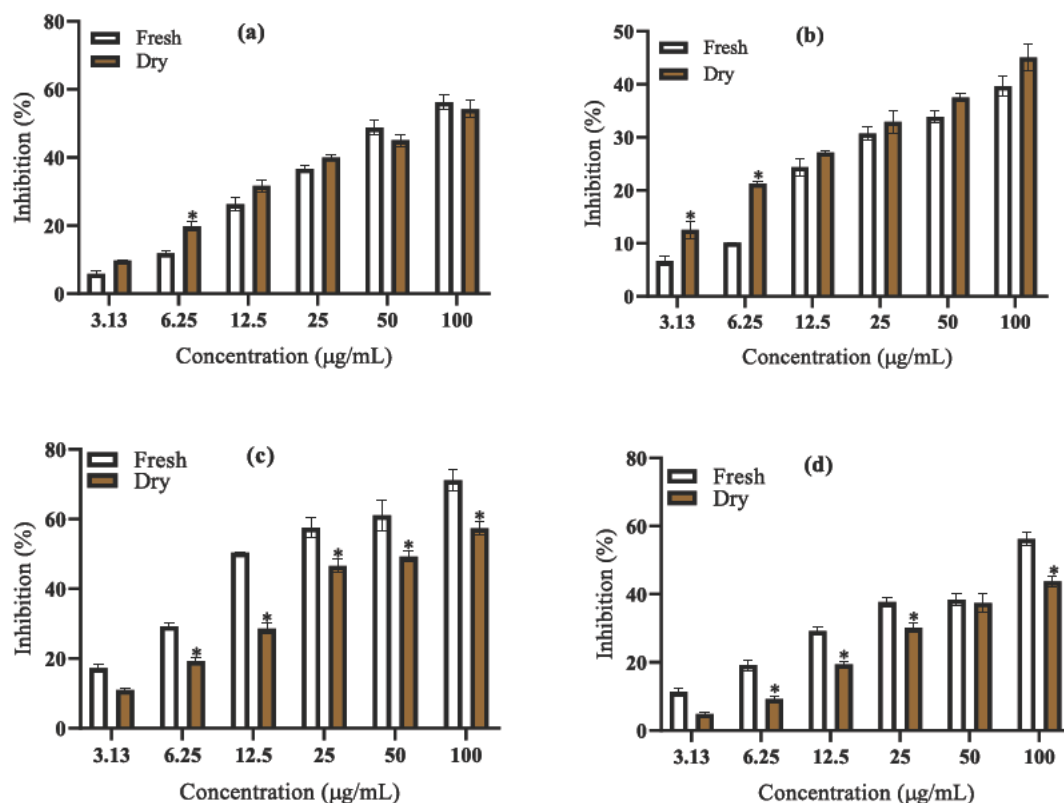 (a)
Fresh
Dry
Inhibition (%)
80
60
40
20
0
*
3.13 6.25 12.5 25 50 100
Concentration (µg/mL)
(b)
Fresh
Dry
Inhibition (%)
50
40
30
20
10
0
* *
3.13 6.25 12.5 25 50 100
Concentration (µg/mL)
(c)
Fresh
Dry
Inhibition (%)
80
60
40
20
0
* * * * *
3.13 6.25 12.5 25 50 100
Concentration (µg/mL)
(d)
Fresh
Dry
Inhibition (%)
80
60
40
20
0
* * * *
3.13 6.25 12.5 25 50 100
Concentration (µg/mL)